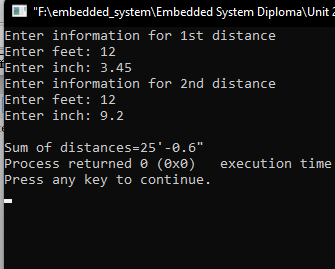 "F:\embedded_system\Embedded System Diploma\Unit 2
Enter information for 1st distance
Enter feet: 12
Enter inch: 3.45
Enter information for 2nd distance
Enter feet: 12
Enter inch: 9.2
Sum of distances=25'-0.6"
Process returned 0 (0x0)   execution time
Press any key to continue.